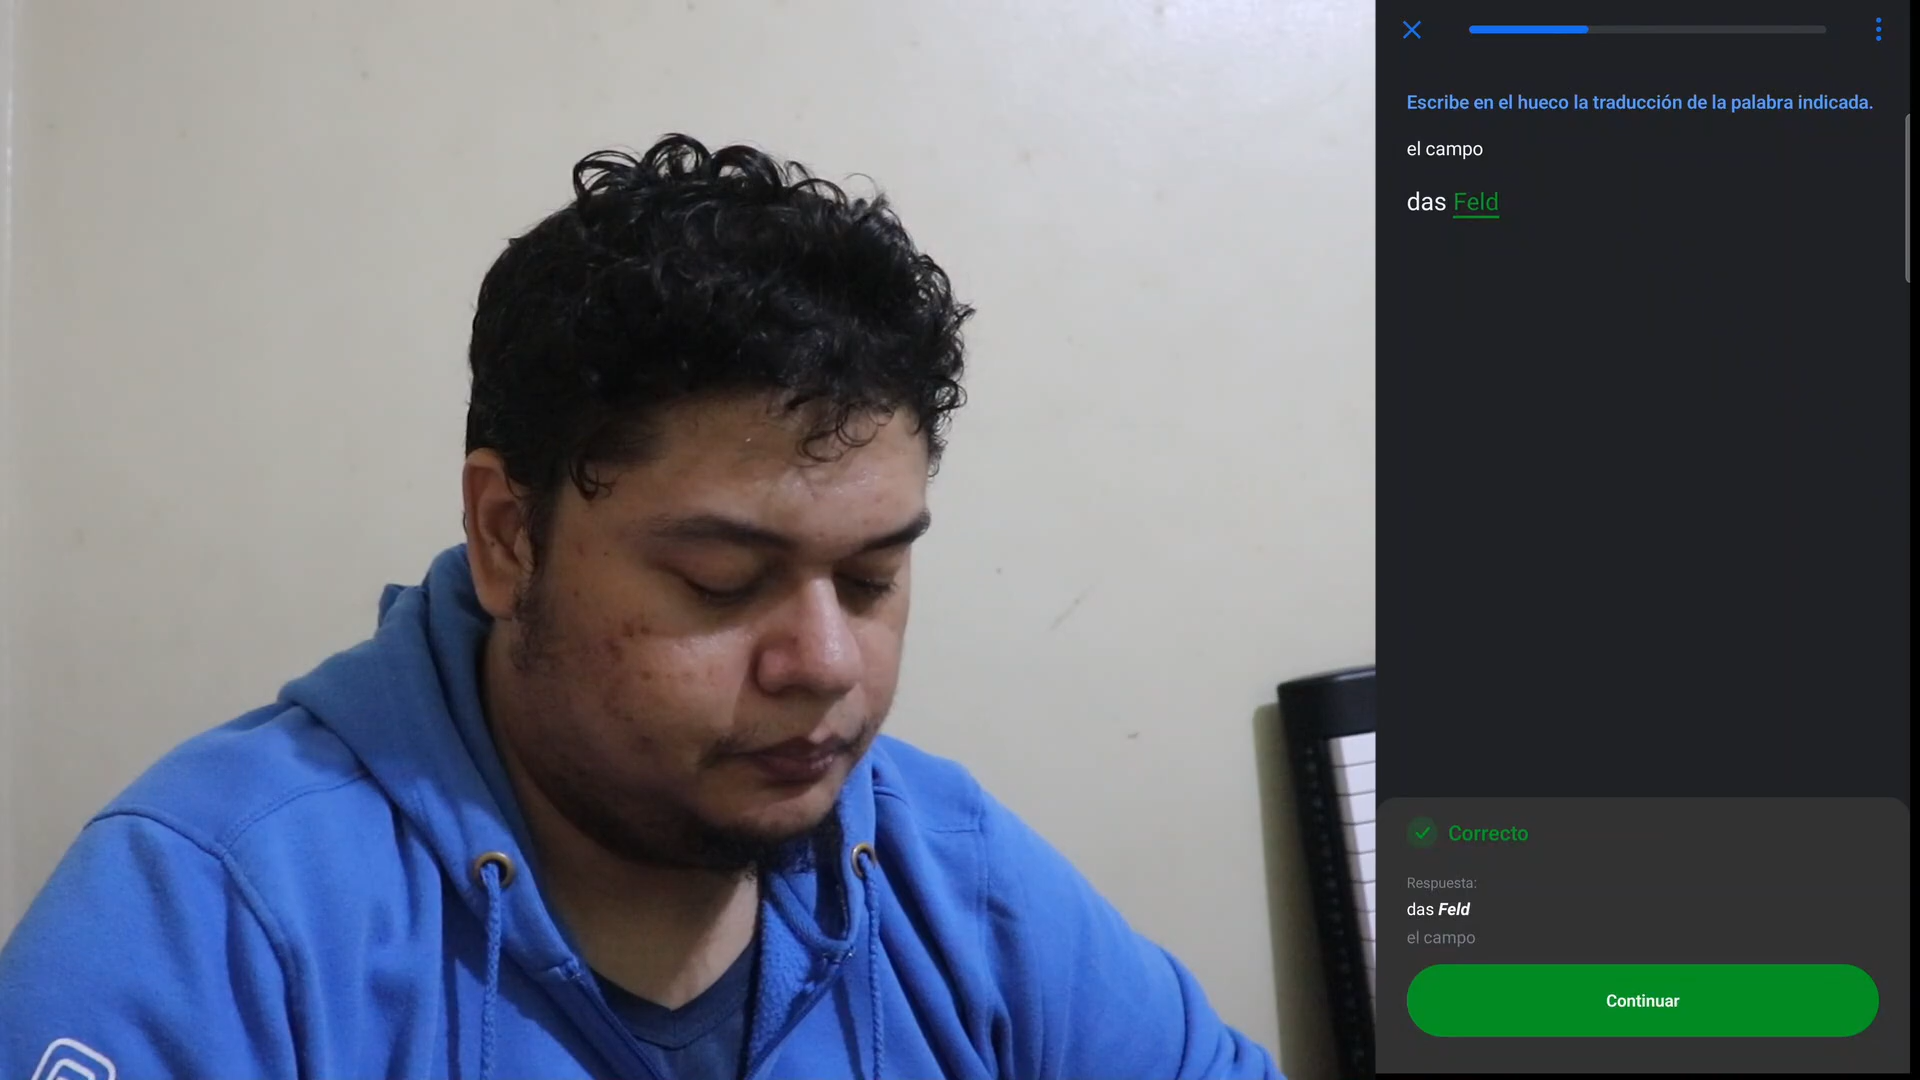 Escribe en el hueco la traducción de la palabra indicada.
el campo
das Feld
Correcto
Respuesta:
das Feld
el campo
Continuar